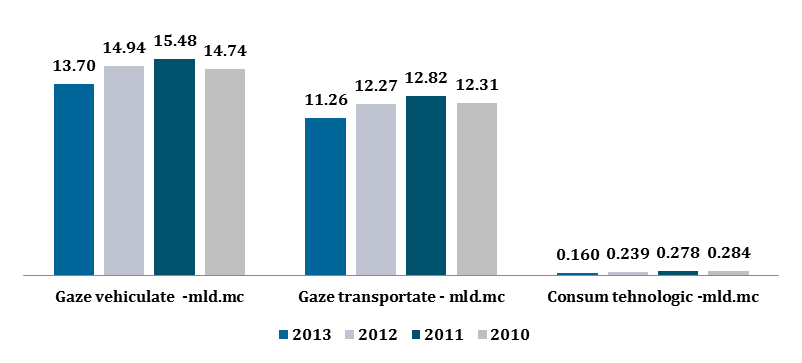 13.70 14.94 15.48 14.74
11.26 12.27 12.82 12.31
0.160 0.239 0.278 0.284
Gaze vehiculate -mld.mc
Gaze transportate - mld.mc
Consum tehnologic -mld.mc
2013 2012 2011 2010